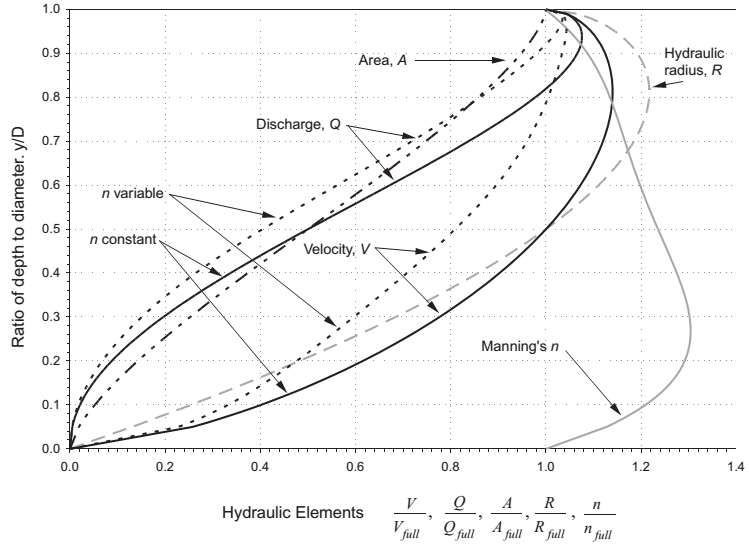 1.0
0.9
0.8
0.7
0.6
0.5
0.4
0.3
0.2
0.1
0.0
Ratio of depth to diameter. y/D
Area, A
Hydraulic
radius, R
Discharge, Q
n variable
n constant
Velocity, V
Manning's n
0.0 0.2 0.4 0.6 0.8 1.0 1.2 1.4
Hydraulic Elements V/V_full, Q/Q_full, A/A_full, R/R_full, n/n_full